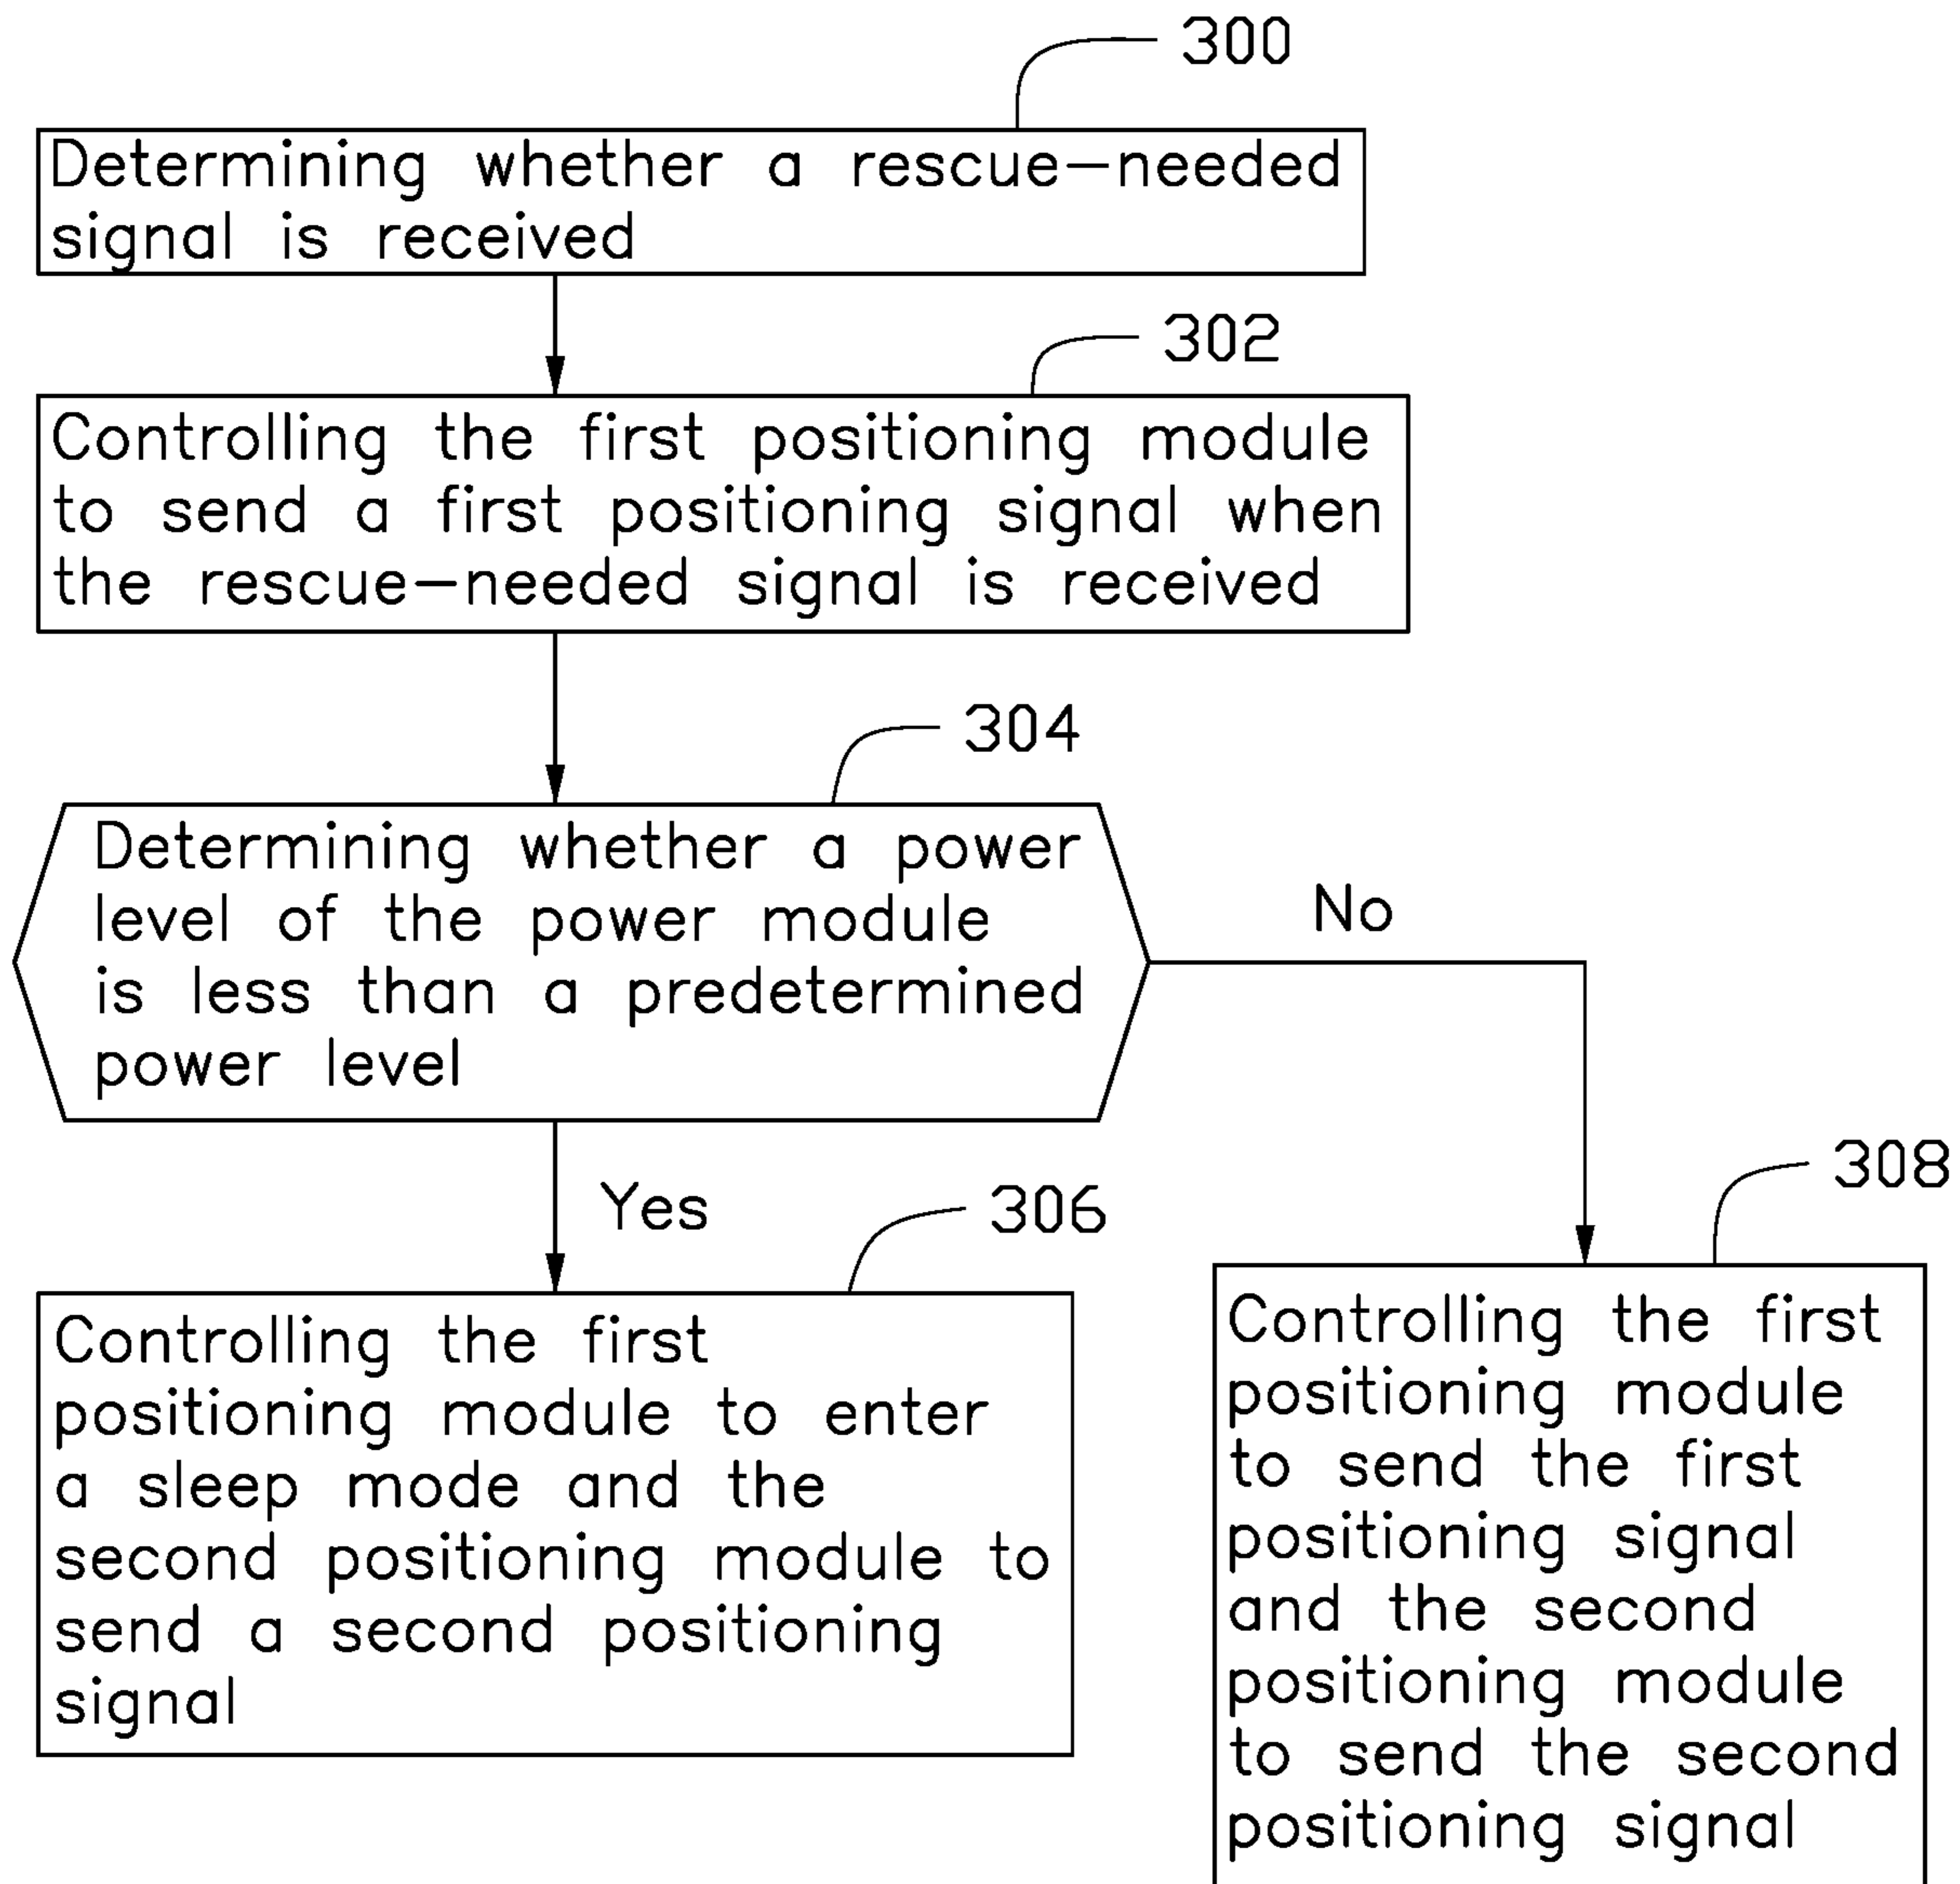 300
Determining whether a rescue-needed
signal is received
302
Controlling the first positioning module
to send a first positioning signal when
the rescue-needed signal is received
304
Determining whether a power
level of the power module
is less than a predetermined
power level
No
Yes
306
Controlling the first
positioning module to enter
a sleep mode and the
second positioning module to
send a second positioning
signal
308
Controlling the first
positioning module
to send the first
positioning signal
and the second
positioning module
to send the second
positioning signal